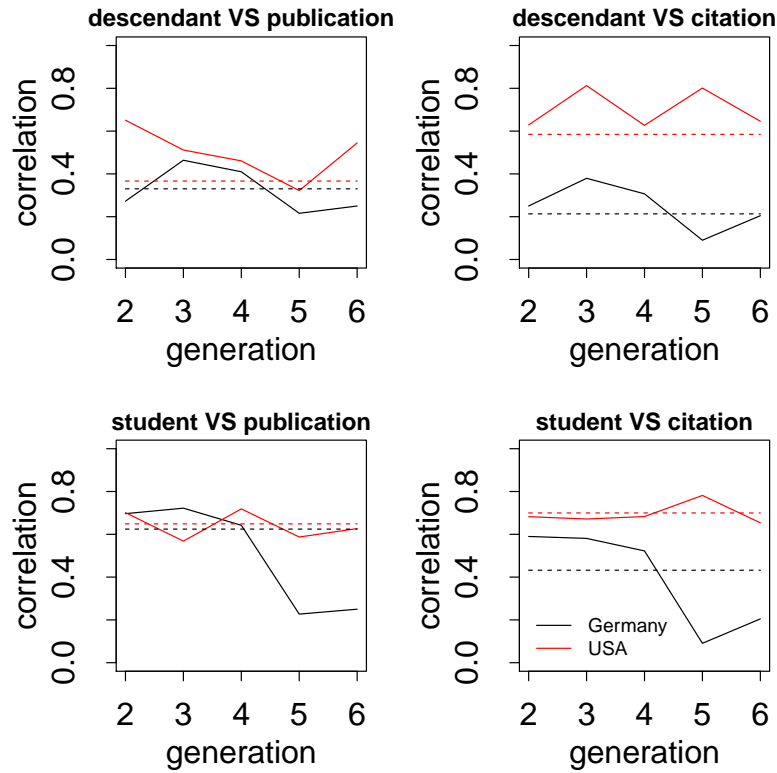 descendant VS publication
correlation
0.0 0.4 0.8
2 3 4 5 6
generation
descendant VS citation
correlation
0.0 0.4 0.8
2 3 4 5 6
generation
student VS publication
correlation
0.0 0.4 0.8
2 3 4 5 6
generation
student VS citation
correlation
0.0 0.4 0.8
Germany
USA
2 3 4 5 6
generation